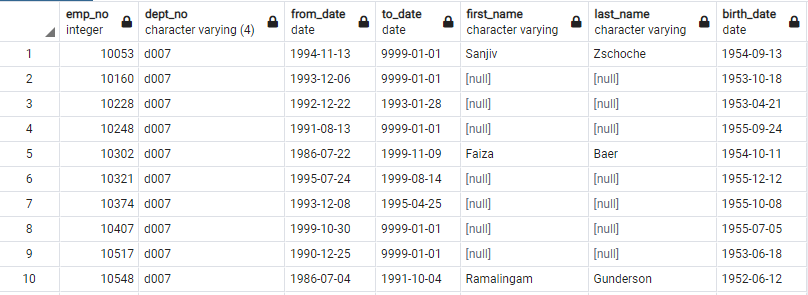 emp_no integer dept_no character varying (4) from_date date to_date date first_name character varying last_name character varying birth_date date
1 10053 d007 1994-11-13 9999-01-01 Sanjiv Zschoche 1954-09-13
2 10160 d007 1993-12-06 9999-01-01 [null] [null] 1953-10-18
3 10228 d007 1992-12-22 1993-01-28 [null] [null] 1953-04-21
4 10248 d007 1991-08-13 9999-01-01 [null] [null] 1955-09-24
5 10302 d007 1986-07-22 1999-11-09 Faiza Baer 1954-10-11
6 10321 d007 1995-07-24 1999-08-14 [null] [null] 1955-12-12
7 10374 d007 1993-12-08 1995-04-25 [null] [null] 1955-10-08
8 10407 d007 1999-10-30 9999-01-01 [null] [null] 1955-07-05
9 10517 d007 1990-12-25 9999-01-01 [null] [null] 1953-06-18
10 10548 d007 1986-07-04 1991-10-04 Ramalingam Gunderson 1952-06-12